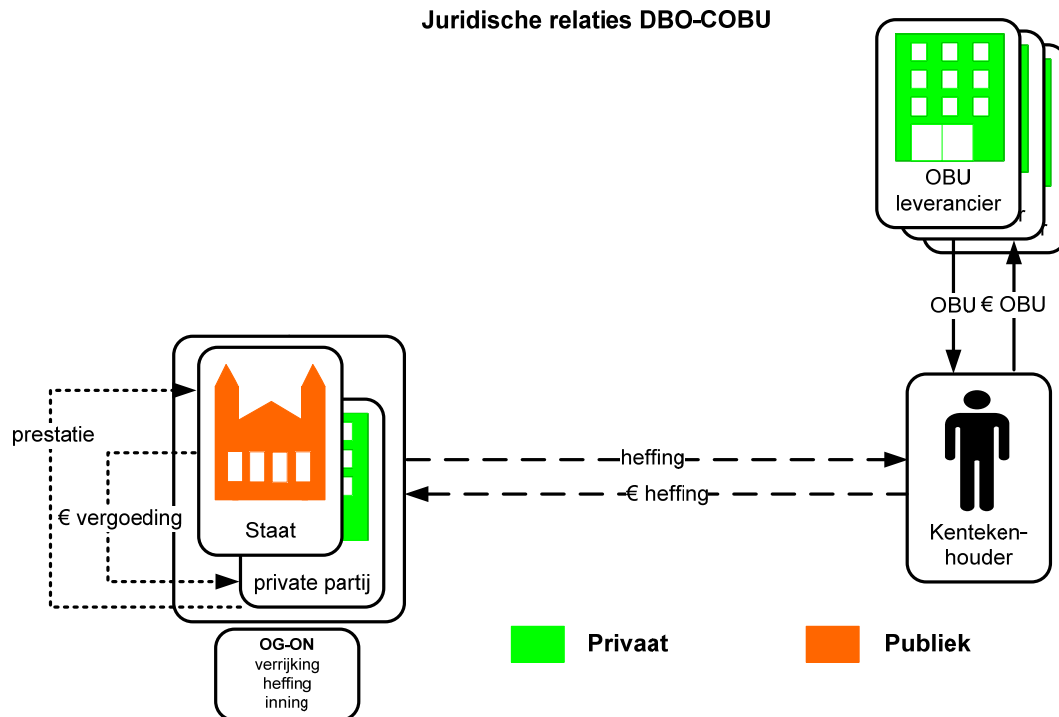 Juridische relaties DBO-COBU
OBU
leverancier
r
r
OBU
€ OBU
prestatie
€ vergoeding
Staat
private partij
heffing
€ heffing
Kenteken-
houder
OG-ON
verrijking
heffing
inning
Privaat
Publiek